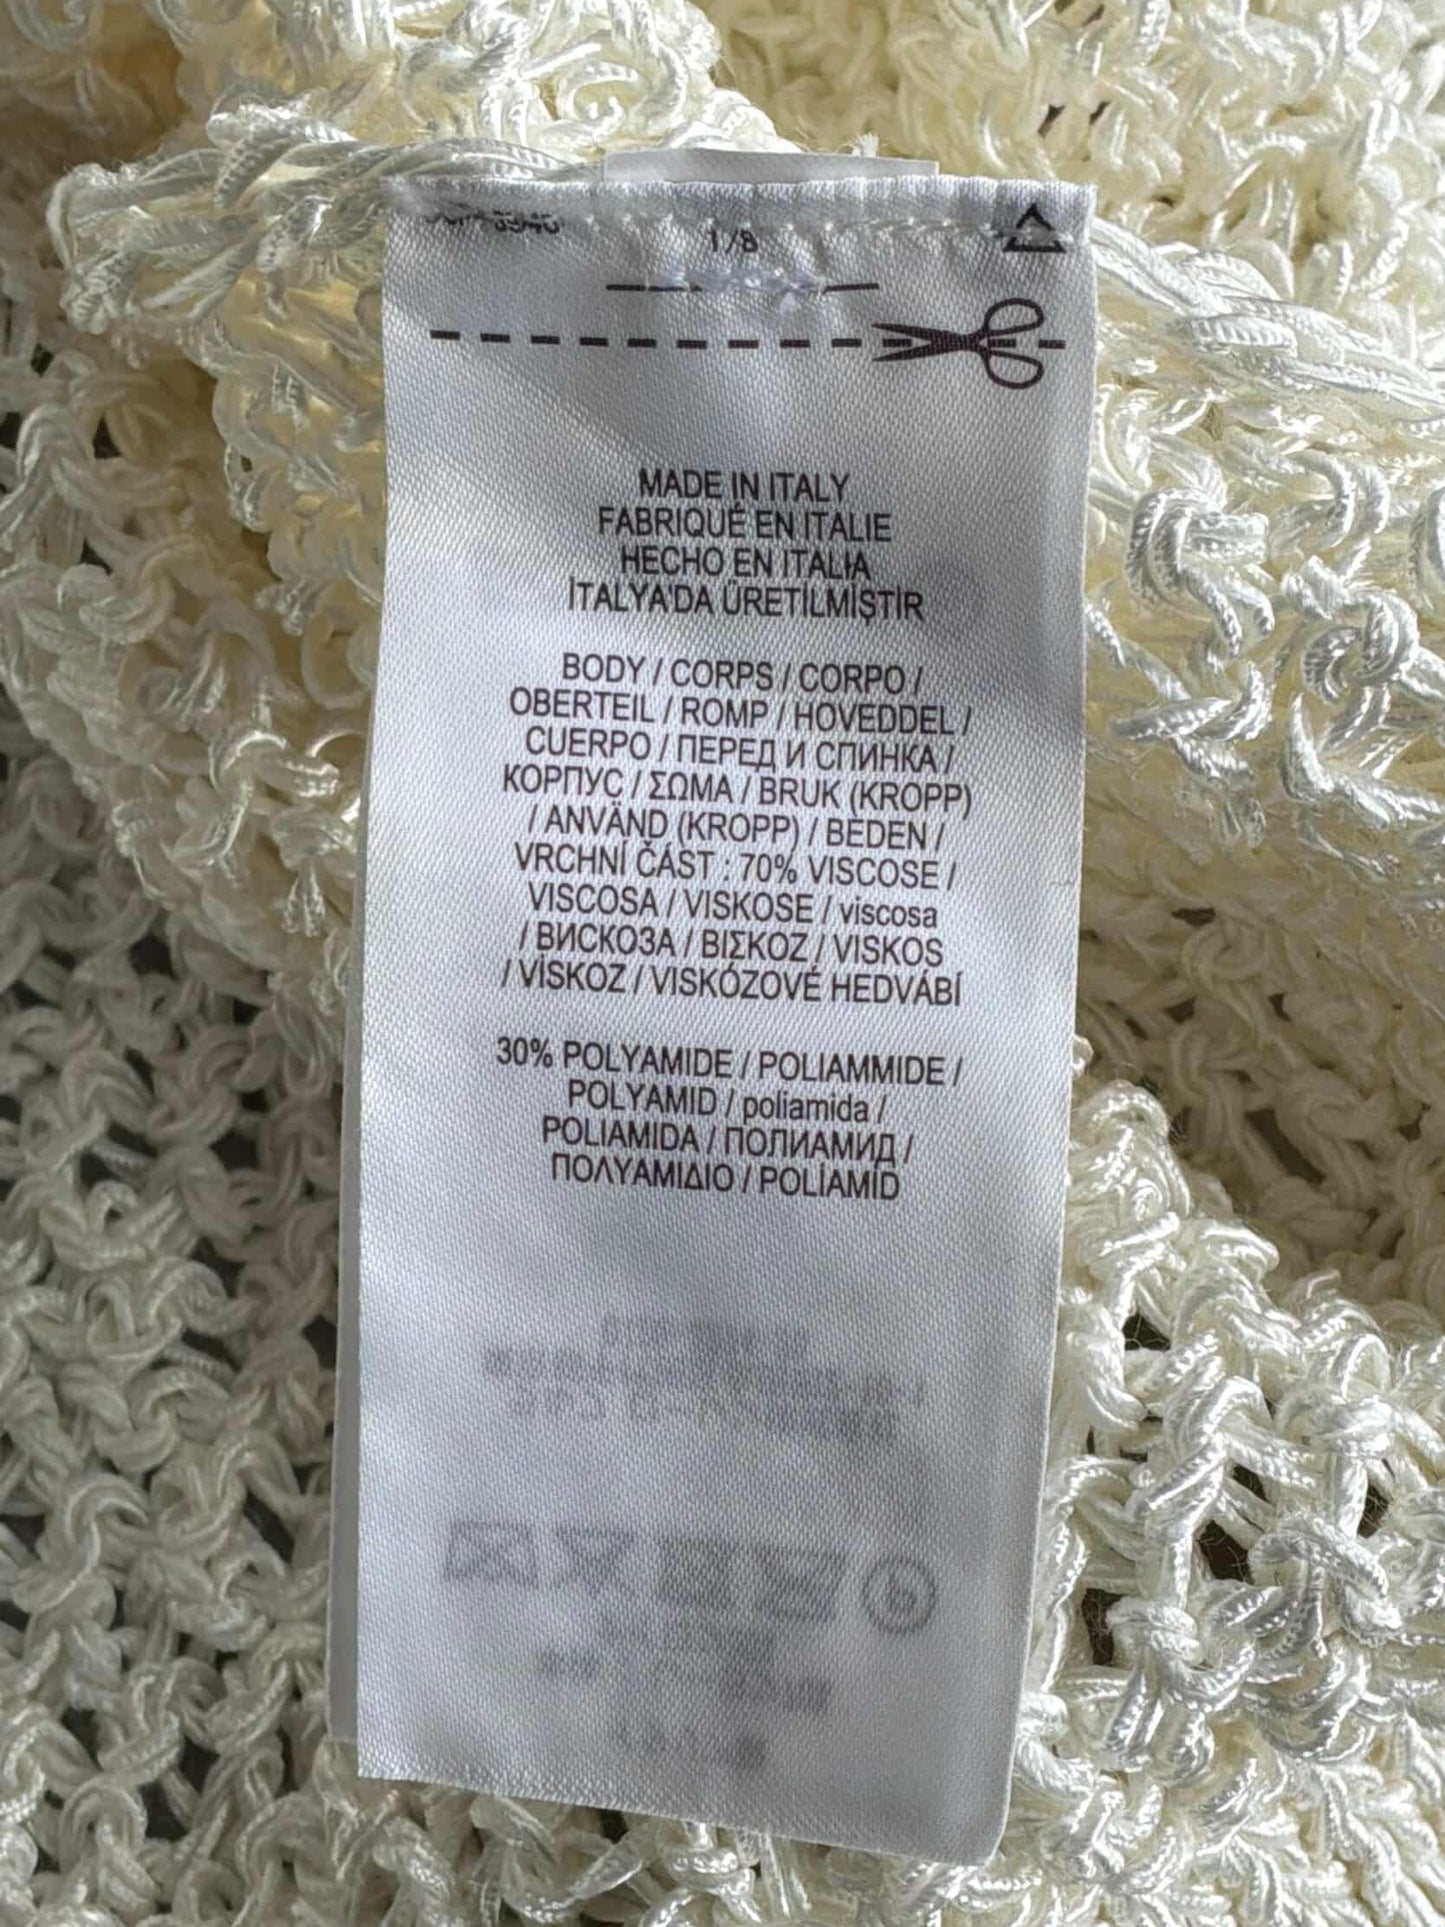 1/8
MADE IN ITALY
FABRIQUÉ EN ITALIE
HECHO EN ITALIA
İTALYA'DA ÜRETİLMİŞTİR
BODY / CORPS / CORPO /
OBERTEIL / ROMP / HOVEDDEL /
CUERPO / ПЕРЕД И СПИНКА /
КОРПУС / ΣΩΜΑ / BRUK (KROPP)
/ ANVÄND (KROPP) / BEDEN /
VRCHNÍ ČÁST : 70% VISCOSE /
VISCOSA / VISKOSE / viscosa
/ ВИСКОЗА / ΒΙΣΚΟΖ / VISKOS
/ VİSKOZ / VISKÓZOVÉ HEDVÁBÍ
30% POLYAMIDE / POLIAMMIDE /
POLYAMID / poliamida /
POLIAMIDA / ПОЛИАМИД /
ΠΟΛΥΑΜΙΔΙΟ / POLİAMİD